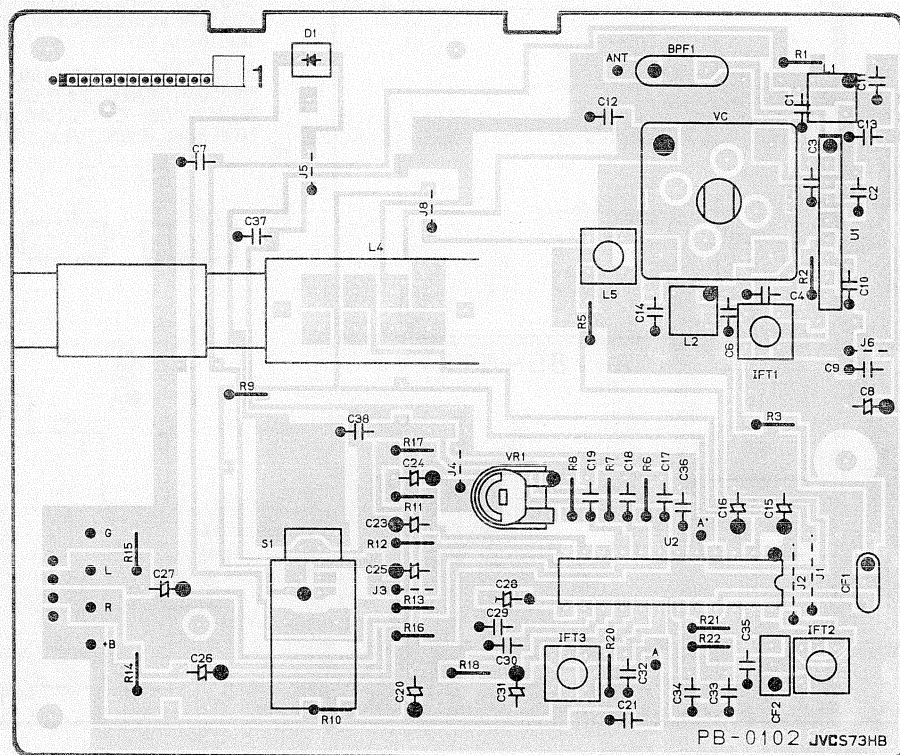 D1
ANT
BPF1
R1
L1
C11
1
C1
C12
VC
C13
C7
C3
J5
C2
J8
C37
U1
L4
R2
C10
L5
C4
C14
R5
C6
L2
J6
IFT1
C9
R9
C8
R3
C38
R17
J4
VR1
C24
R8
C19
R7
C18
R6
C17
C36
C16
C15
R11
C23
A'
G
R15
S1
R12
U2
L
C27
C25
J3
C28
J2
J1
CF1
R
R13
C29
R21
+B
R16
IFT3
R20
R22
C35
IFT2
C30
A
R14
C26
R18
C32
C20
C31
C34
C33
CF2
R10
C21
PB-0102 JVCS73HB